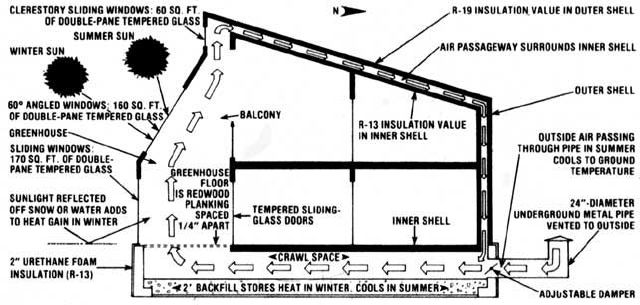 CLERESTORY SLIDING WINDOWS: 60 SQ. FT.
OF DOUBLE-PANE TEMPERED GLASS
SUMMER SUN
WINTER SUN
60° ANGLED WINDOWS: 160 SQ. FT.
OF DOUBLE-PANE TEMPERED GLASS
GREENHOUSE
SLIDING WINDOWS:
170 SQ. FT. OF DOUBLE-
PANE TEMPERED GLASS
SUNLIGHT REFLECTED
OFF SNOW OR WATER ADDS
TO HEAT GAIN IN WINTER
2" URETHANE FOAM
INSULATION (R-13)
N
BALCONY
GREENHOUSE
FLOOR
IS REDWOOD
PLANKING
SPACED
1/4" APART
TEMPERED SLIDING-
GLASS DOORS
R-13 INSULATION VALUE
IN INNER SHELL
INNER SHELL
CRAWL SPACE
2' BACKFILL STORES HEAT IN WINTER. COOLS IN SUMMER
R-19 INSULATION VALUE IN OUTER SHELL
AIR PASSAGEWAY SURROUNDS INNER SHELL
OUTER SHELL
OUTSIDE AIR PASSING
THROUGH PIPE IN SUMMER
COOLS TO GROUND
TEMPERATURE
24"-DIAMETER
UNDERGROUND METAL PIPE
VENTED TO OUTSIDE
ADJUSTABLE DAMPER